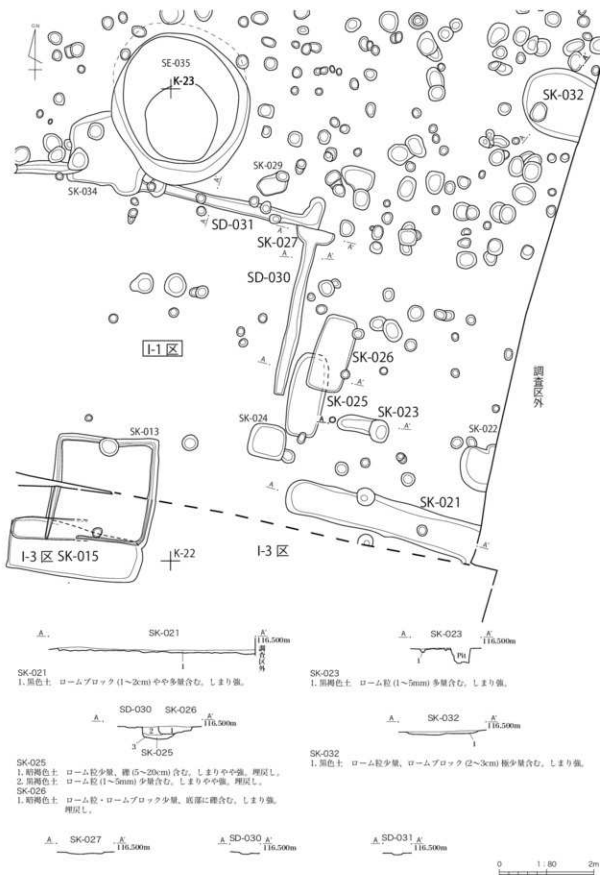 G.N.
SE-035
K-23
SK-032
SK-029
SK-034
SD-031
SK-027
SD-030
SK-026
I-1 区
SK-025
SK-023
調査区外
SK-024
SK-022
SK-013
SK-021
I-3 区 SK-015
K-22
I-3 区
A SK-021 A'
116.500m
調査区外
1
SK-021
1. 黒色土 ロームブロック (1〜2cm) やや多量含む。しまり強。
A SK-023 A'
116.500m
1 Pit
SK-023
1. 黒褐色土 ローム粒 (1〜5mm) 多量含む。しまり強。
SD-030 SK-026
A A'
116.500m
1
2
3
SK-025
SK-025
1. 暗褐色土 ローム粒少量、礫 (5〜20cm) 含む。しまりやや強。埋戻し。
2. 黒褐色土 ローム粒 (1〜5mm) 少量含む。しまりやや強。埋戻し。
SK-026
1. 暗褐色土 ローム粒・ロームブロック少量、底部に礫含む。しまり強。
埋戻し。
A SK-032 A'
116.500m
1
SK-032
1. 黒色土 ローム粒少量、ロームブロック (2〜3cm) 極少量含む。しまり強。
A SK-027 A'
116.500m
A SD-030 A'
116.500m
A SD-031 A'
116.500m
0 1 : 80 2m